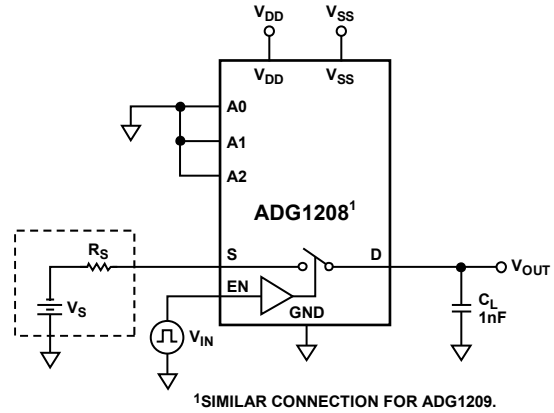 VDD VSS
VDD VSS
A0
A1
A2
ADG1208¹
RS S D VOUT
VS EN
GND
CL
1nF
VIN
¹SIMILAR CONNECTION FOR ADG1209.